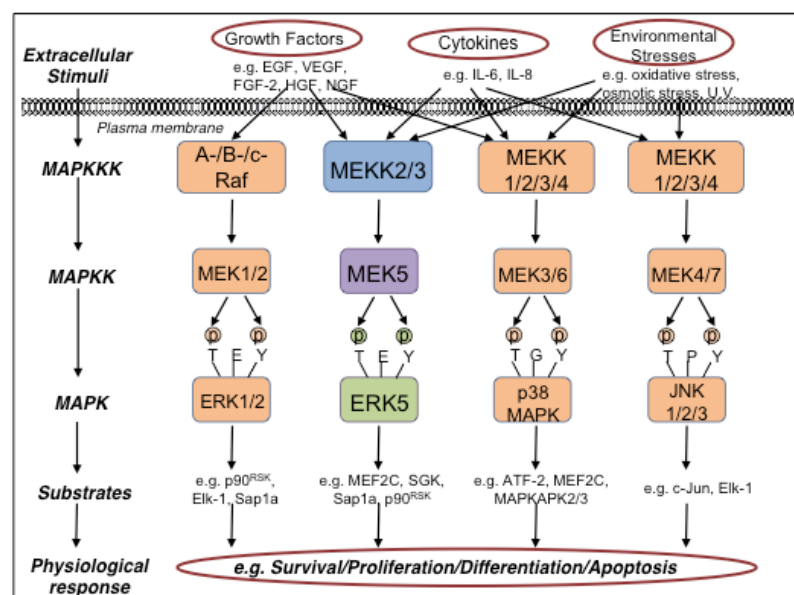 Extracellular
Stimuli
Growth Factors
e.g. EGF, VEGF,
FGF-2, HGF, NGF
Cytokines
e.g. IL-6, IL-8
Environmental
Stresses
e.g. oxidative stress,
osmotic stress, U.V.
Plasma membrane
MAPKKK
A-/B-/c-
Raf
MEKK2/3
MEKK
1/2/3/4
MEKK
1/2/3/4
MAPKK
MEK1/2
MEK5
MEK3/6
MEK4/7
p p
T E Y
p p
T E Y
p p
T G Y
p p
T P Y
MAPK
ERK1/2
ERK5
p38
MAPK
JNK
1/2/3
Substrates
e.g. p90RSK,
Elk-1, Sap1a
e.g. MEF2C, SGK,
Sap1a, p90RSK
e.g. ATF-2, MEF2C,
MAPKAPK2/3
e.g. c-Jun, Elk-1
Physiological
response
e.g. Survival/Proliferation/Differentiation/Apoptosis